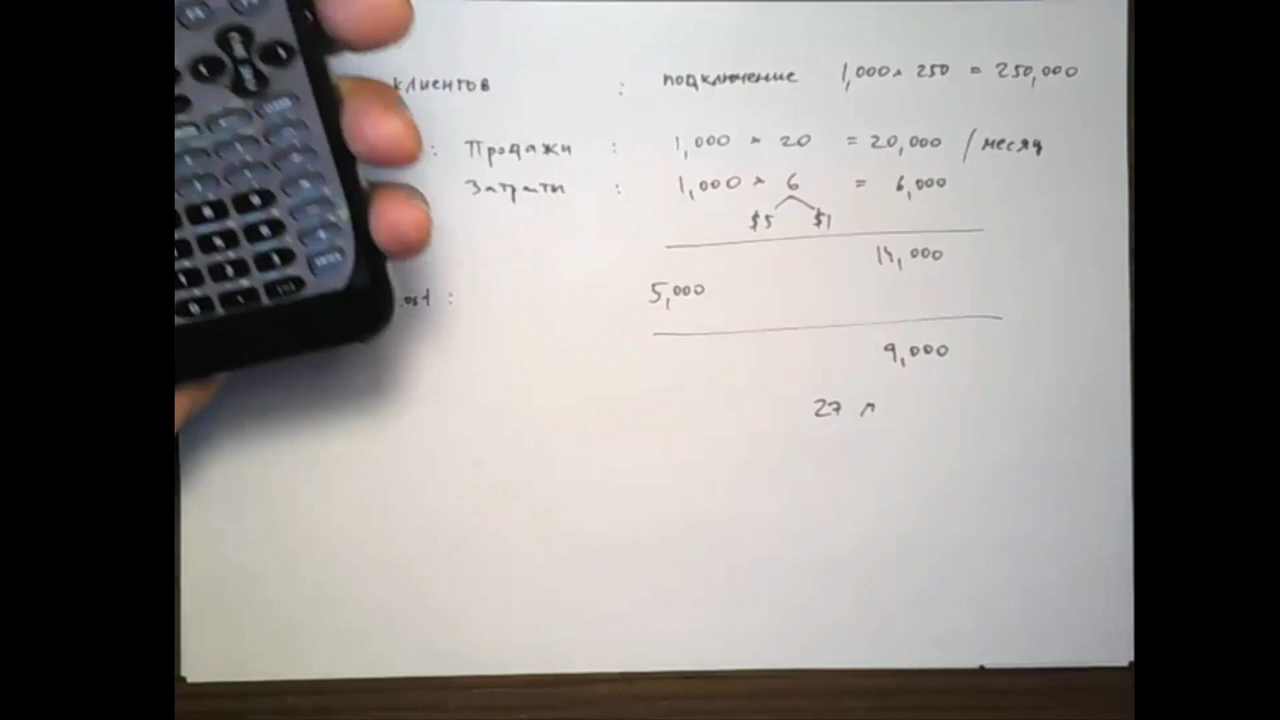 клиентов : подключение 1,000 × 250 = 250,000
: Продажи : 1,000 × 20 = 20,000 / месяц
Затраты : 1,000 × 6 = 6,000
$5 $1
14,000
5,000
9,000
27